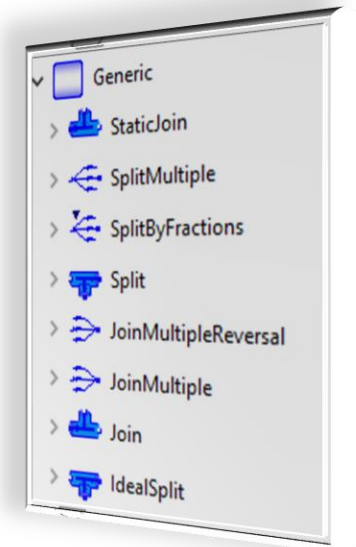 Generic
StaticJoin
SplitMultiple
SplitByFractions
Split
JoinMultipleReversal
JoinMultiple
Join
IdealSplit